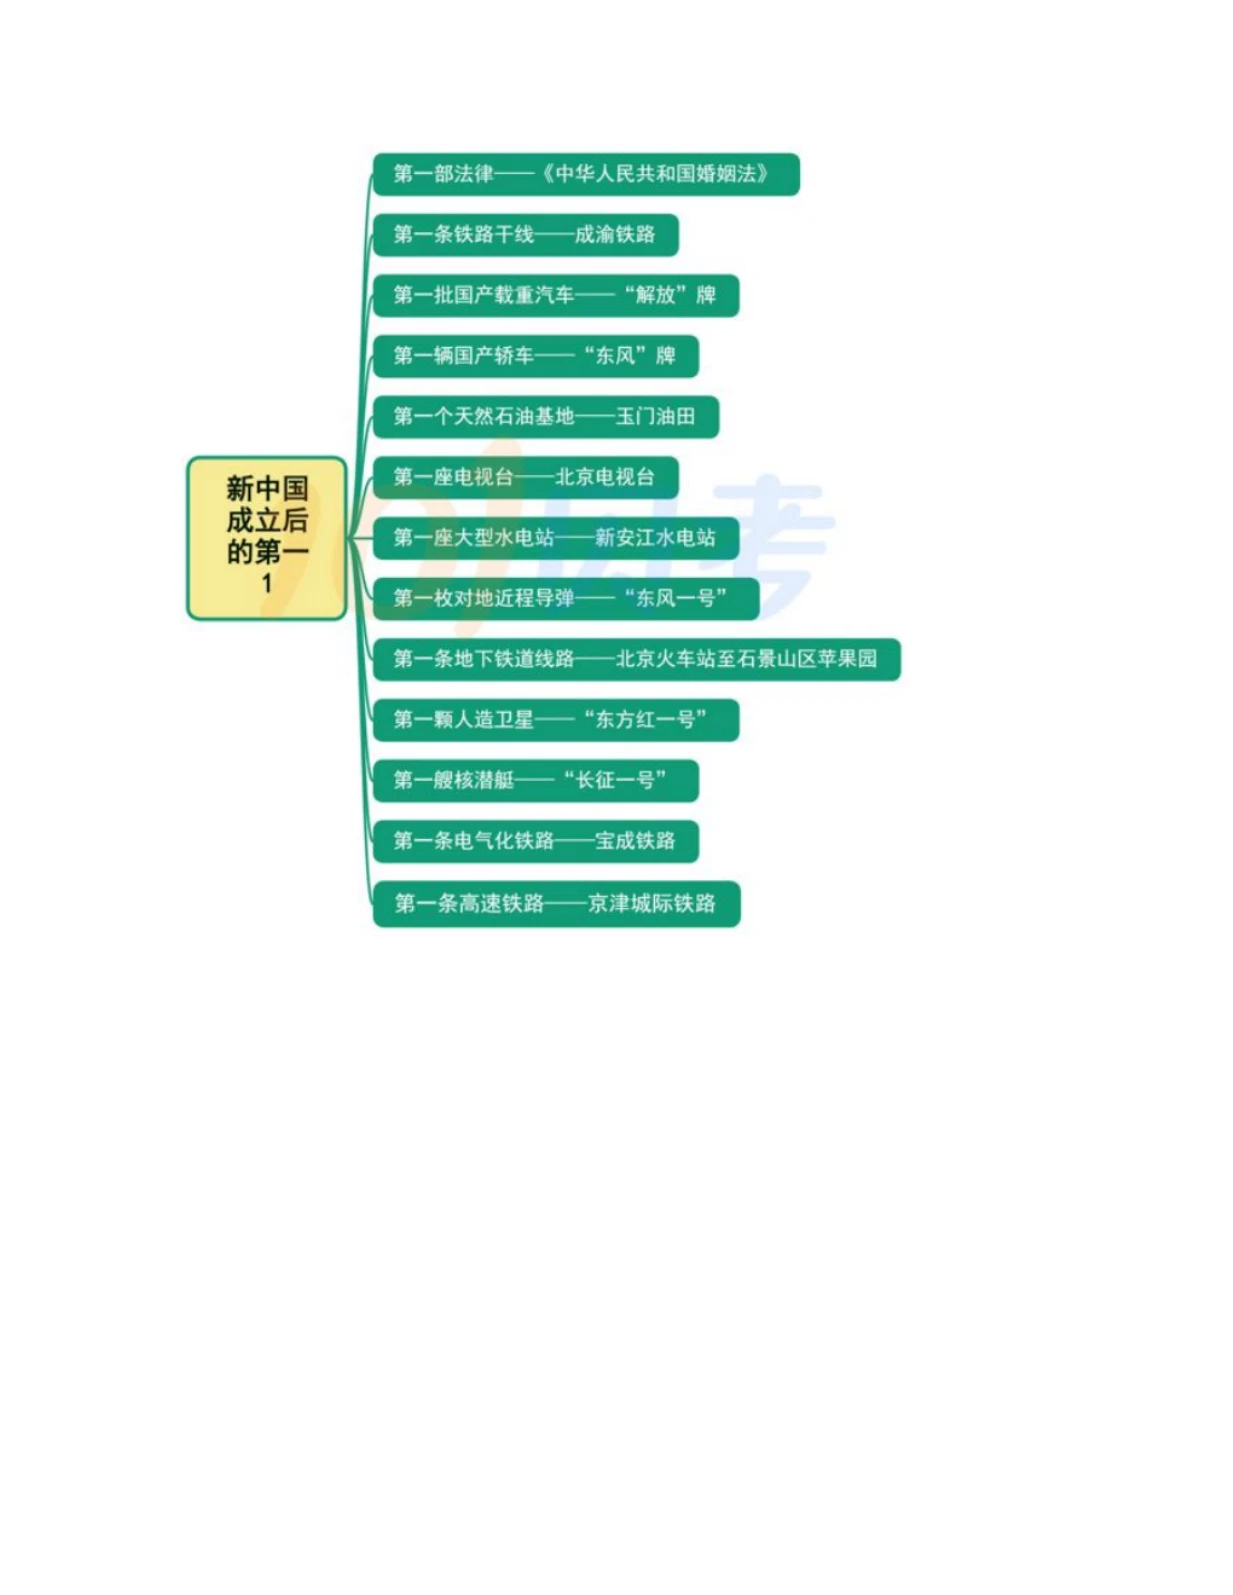 第一部法律——《中华人民共和国婚姻法》
第一条铁路干线——成渝铁路
第一批国产载重汽车——“解放”牌
第一辆国产轿车——“东风”牌
第一个天然石油基地——玉门油田
第一座电视台——北京电视台
新中国
成立后
的第一
1
第一座大型水电站——新安江水电站
第一枚对地近程导弹——“东风一号”
第一条地下铁道线路——北京火车站至石景山区苹果园
第一颗人造卫星——“东方红一号”
第一艘核潜艇——“长征一号”
第一条电气化铁路——宝成铁路
第一条高速铁路——京津城际铁路